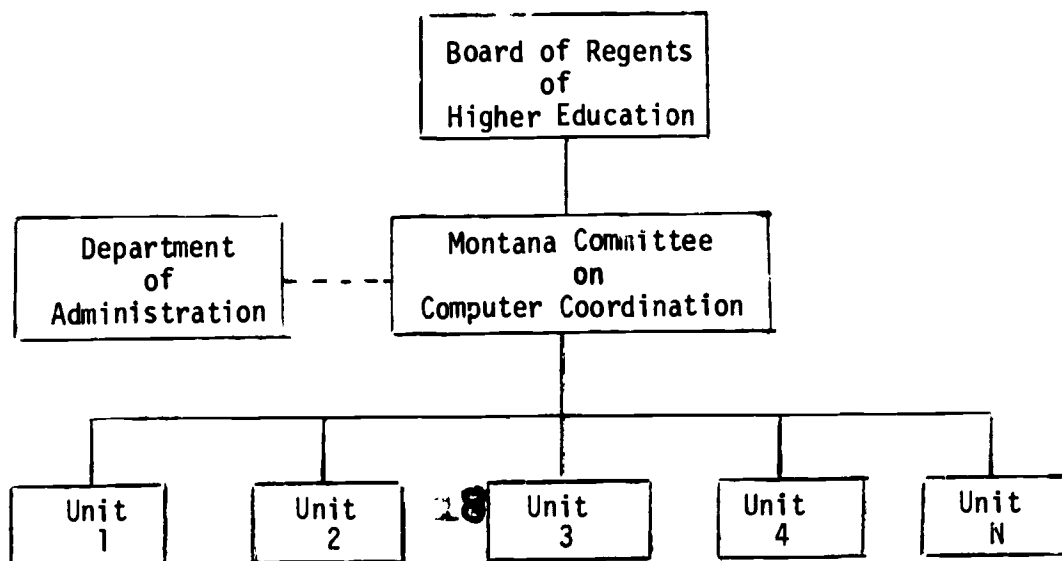 Board of Regents
of
Higher Education
Department
of
Administration
Montana Committee
on
Computer Coordination
Unit
1
Unit
2
18
Unit
3
Unit
4
Unit
N